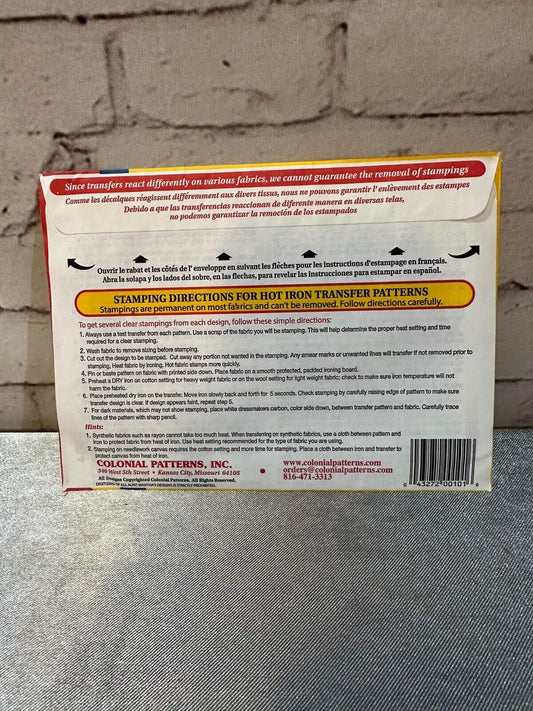 Since transfers react differently on various fabrics, we cannot guarantee the removal of stampings
Comme les décalques réagissent différemment aux divers tissus, nous ne pouvons garantir l' enlèvement des estampes
Debido a que las transferencias reaccionan de diferente manera en diversas telas,
no podemos garantizar la remoción de los estampados
Ouvrir le rabat et les côtés de l' enveloppe en suivant les flèches pour les instructions d'estampage en français.
Abra la solapa y los lados del sobre, en las flechas, para revelar las instrucciones para estampar en español.
STAMPING DIRECTIONS FOR HOT IRON TRANSFER PATTERNS
Stampings are permanent on most fabrics and can't be removed. Follow directions carefully.
To get several clear stampings from each design, follow these simple directions:
1. Always use a test transfer from each pattern. Use a scrap of the fabric you will be stamping. This will help determine the proper heat setting and time
required for a clear stamping.
2. Wash fabric to remove sizing before stamping.
3. Cut out the design to be stamped. Cut away any portion not wanted in the stamping. Any smear marks or unwanted lines will transfer if not removed prior to
stamping, Heat fabric by ironing. Hot fabric stamps more quickly.
4. Pin or baste pattern on fabric with printed side down. Place fabric on a smooth protected, padded ironing board.
5. Preheat a DRY iron on cotton setting for heavy weight fabric or on the wool setting for light weight fabric; check to make sure iron temperature will not
harm the fabric.
6. Place preheated dry iron on the transfer. Move iron slowly back and forth for 5 seconds. Check stamping by carefully raising edge of pattern to make sure
transfer design is clear. If design appears faint, repeat step 5.
7. For dark materials, which may not show stamping, place white dressmakers carbon, color side down, between transfer pattern and fabric. Carefully trace
lines of the pattern with sharp pencil.
Hints:
1. Synthetic fabrics such as rayon cannot take too much heat. When transferring on synthetic fabrics, use a cloth between pattern and
iron to protect fabric from heat of iron. Use heat setting recommended for the type of fabric you are using.
2. Stamping on needlework canvas requires the cotton setting and more time for stamping. Place a cloth between iron and transfer to
protect canvas from heat of iron.
COLONIAL PATTERNS, INC.
340 West 5th Street • Kansas City, Missouri 64105
All Designs Copyrighted Colonial Patterns. All Rights Reserved.
DIGITIZING OF ALL AUNT MARTHA'S DESIGNS IS STRICTLY PROHIBITED.
• www.colonialpatterns.com
orders@colonialpatterns.com
816-471-3313
0 43272 00101 6